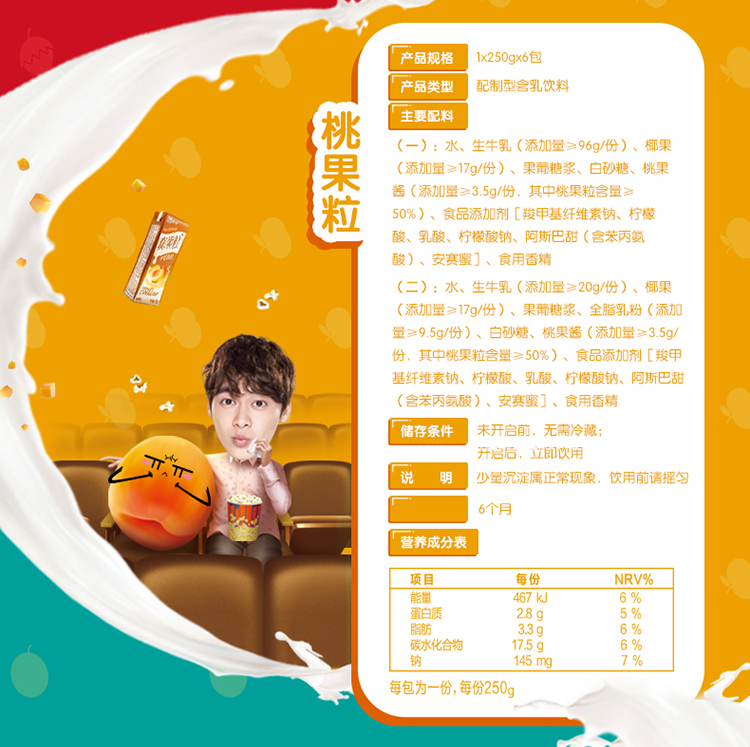 桃果粒
真果粒
产品规格 1x250gx6包
产品类型 配制型含乳饮料
主要配料
（一）：水、生牛乳（添加量≥96g/份）、椰果
（添加量≥17g/份）、果葡糖浆、白砂糖、桃果
酱（添加量≥3.5g/份，其中桃果粒含量≥
50%）、食品添加剂［羧甲基纤维素钠、柠檬
酸、乳酸、柠檬酸钠、阿斯巴甜（含苯丙氨
酸）、安赛蜜］、食用香精
（二）：水、生牛乳（添加量≥20g/份）、椰果
（添加量≥17g/份）、果葡糖浆、全脂乳粉（添加
量≥9.5g/份）、白砂糖、桃果酱（添加量≥3.5g/
份，其中桃果粒含量≥50%）、食品添加剂［羧甲
基纤维素钠、柠檬酸、乳酸、柠檬酸钠、阿斯巴甜
（含苯丙氨酸）、安赛蜜］、食用香精
储存条件 未开启前，无需冷藏；
开启后，立即饮用
说 明 少量沉淀属正常现象，饮用前请摇匀
6个月
营养成分表
项目 每份 NRV%
能量 467 kJ 6 %
蛋白质 2.8 g 5 %
脂肪 3.3 g 6 %
碳水化合物 17.5 g 6 %
钠 145 mg 7 %
每包为一份，每份250g